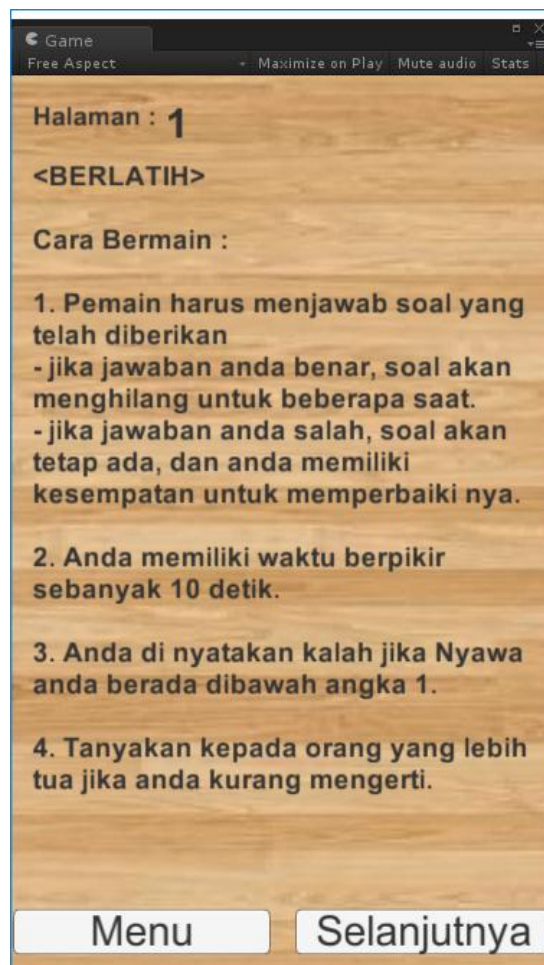 Game
Free Aspect Maximize on Play Mute audio Stats
Halaman : 1
<BERLATIH>
Cara Bermain :
1. Pemain harus menjawab soal yang
telah diberikan
- jika jawaban anda benar, soal akan
menghilang untuk beberapa saat.
- jika jawaban anda salah, soal akan
tetap ada, dan anda memiliki
kesempatan untuk memperbaiki nya.
2. Anda memiliki waktu berpikir
sebanyak 10 detik.
3. Anda di nyatakan kalah jika Nyawa
anda berada dibawah angka 1.
4. Tanyakan kepada orang yang lebih
tua jika anda kurang mengerti.
Menu Selanjutnya